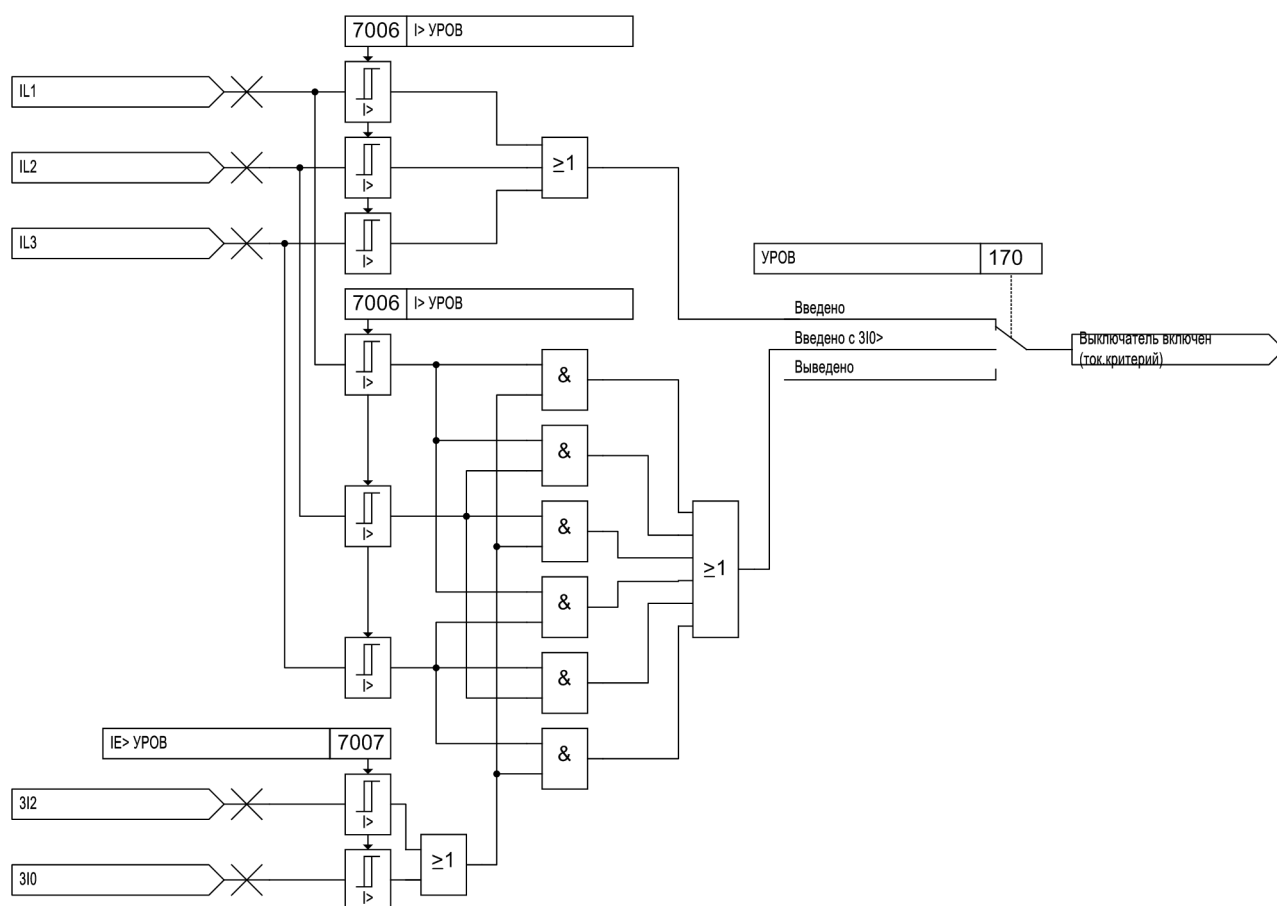 7006 I> УРОВ
IL1
I>
IL2
I>
≥1
IL3
I>
УРОВ 170
7006 I> УРОВ
Введено
Введено с 3I0>
Выключатель включен
(ток.критерий)
Выведено
I>
&
&
I>
&
≥1
&
I>
&
IE> УРОВ 7007
&
3I2
I>
≥1
3I0
I>